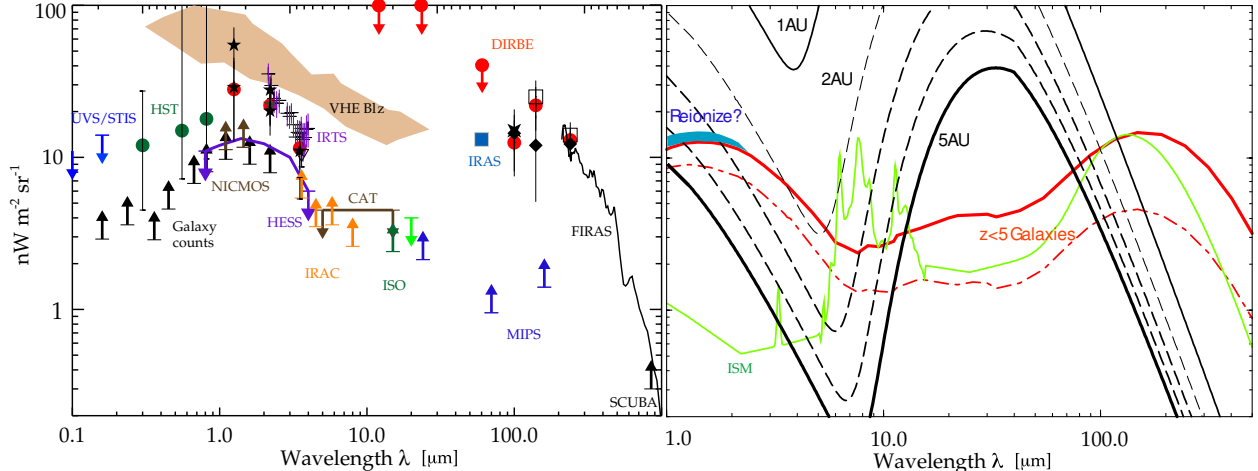 100
10
1
nW m⁻² sr⁻¹
0.1
1.0
10.0
100.0
Wavelength λ [μm]
UVS/STIS
HST
DIRBE
VHE Blz
IRTS
IRAS
NICMOS
CAT
HESS
Galaxy
counts
IRAC
ISO
MIPS
FIRAS
SCUBA
1AU
2AU
5AU
Reionize?
z<5 Galaxies
ISM
1.0
10.0
100.0
Wavelength λ [μm]